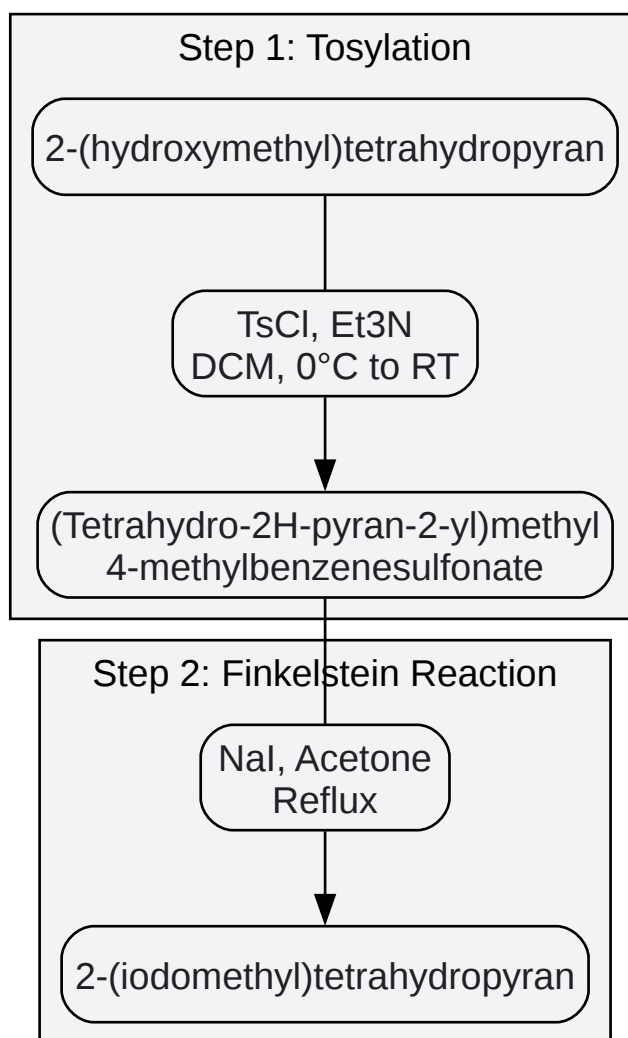 Step 1: Tosylation
2-(hydroxymethyl)tetrahydropyran
TsCl, Et3N
DCM, 0°C to RT
(Tetrahydro-2H-pyran-2-yl)methyl
4-methylbenzenesulfonate
Step 2: Finkelstein Reaction
NaI, Acetone
Reflux
2-(iodomethyl)tetrahydropyran